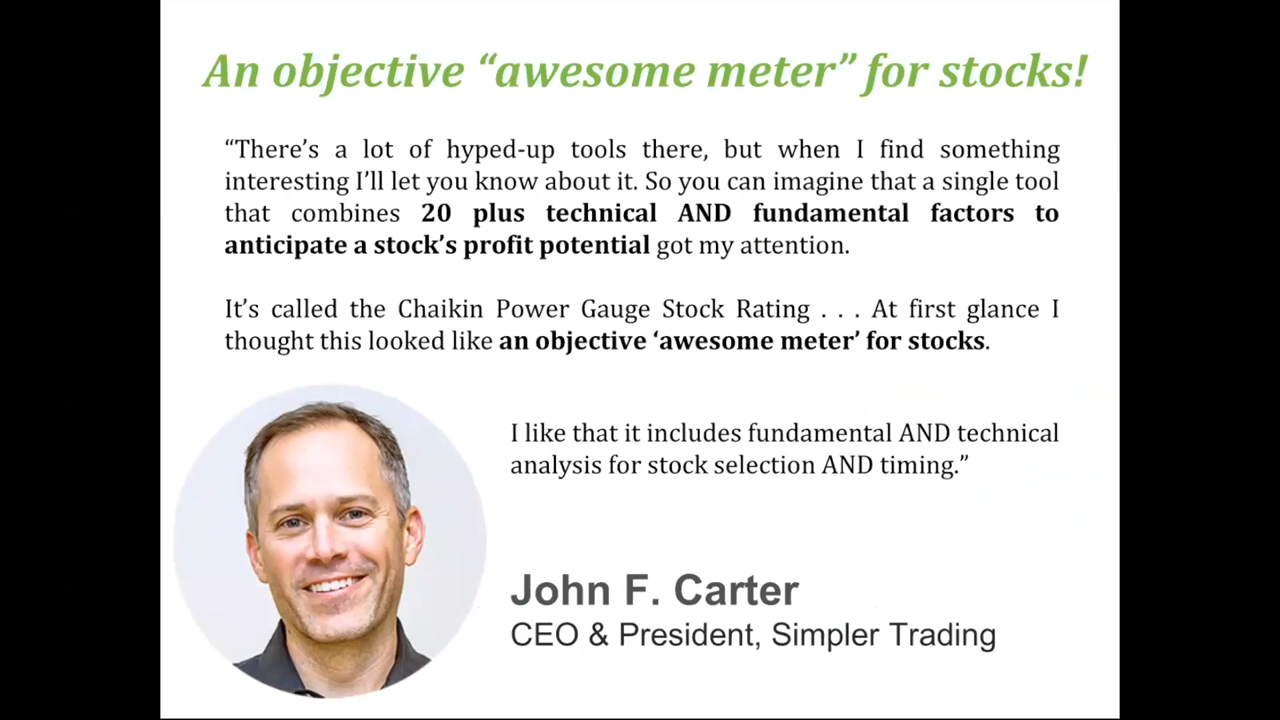 An objective “awesome meter” for stocks!
“There’s a lot of hyped-up tools there, but when I find something
interesting I’ll let you know about it. So you can imagine that a single tool
that combines 20 plus technical AND fundamental factors to
anticipate a stock’s profit potential got my attention.
It’s called the Chaikin Power Gauge Stock Rating . . . At first glance I
thought this looked like an objective ‘awesome meter’ for stocks.
I like that it includes fundamental AND technical
analysis for stock selection AND timing.”
John F. Carter
CEO & President, Simpler Trading